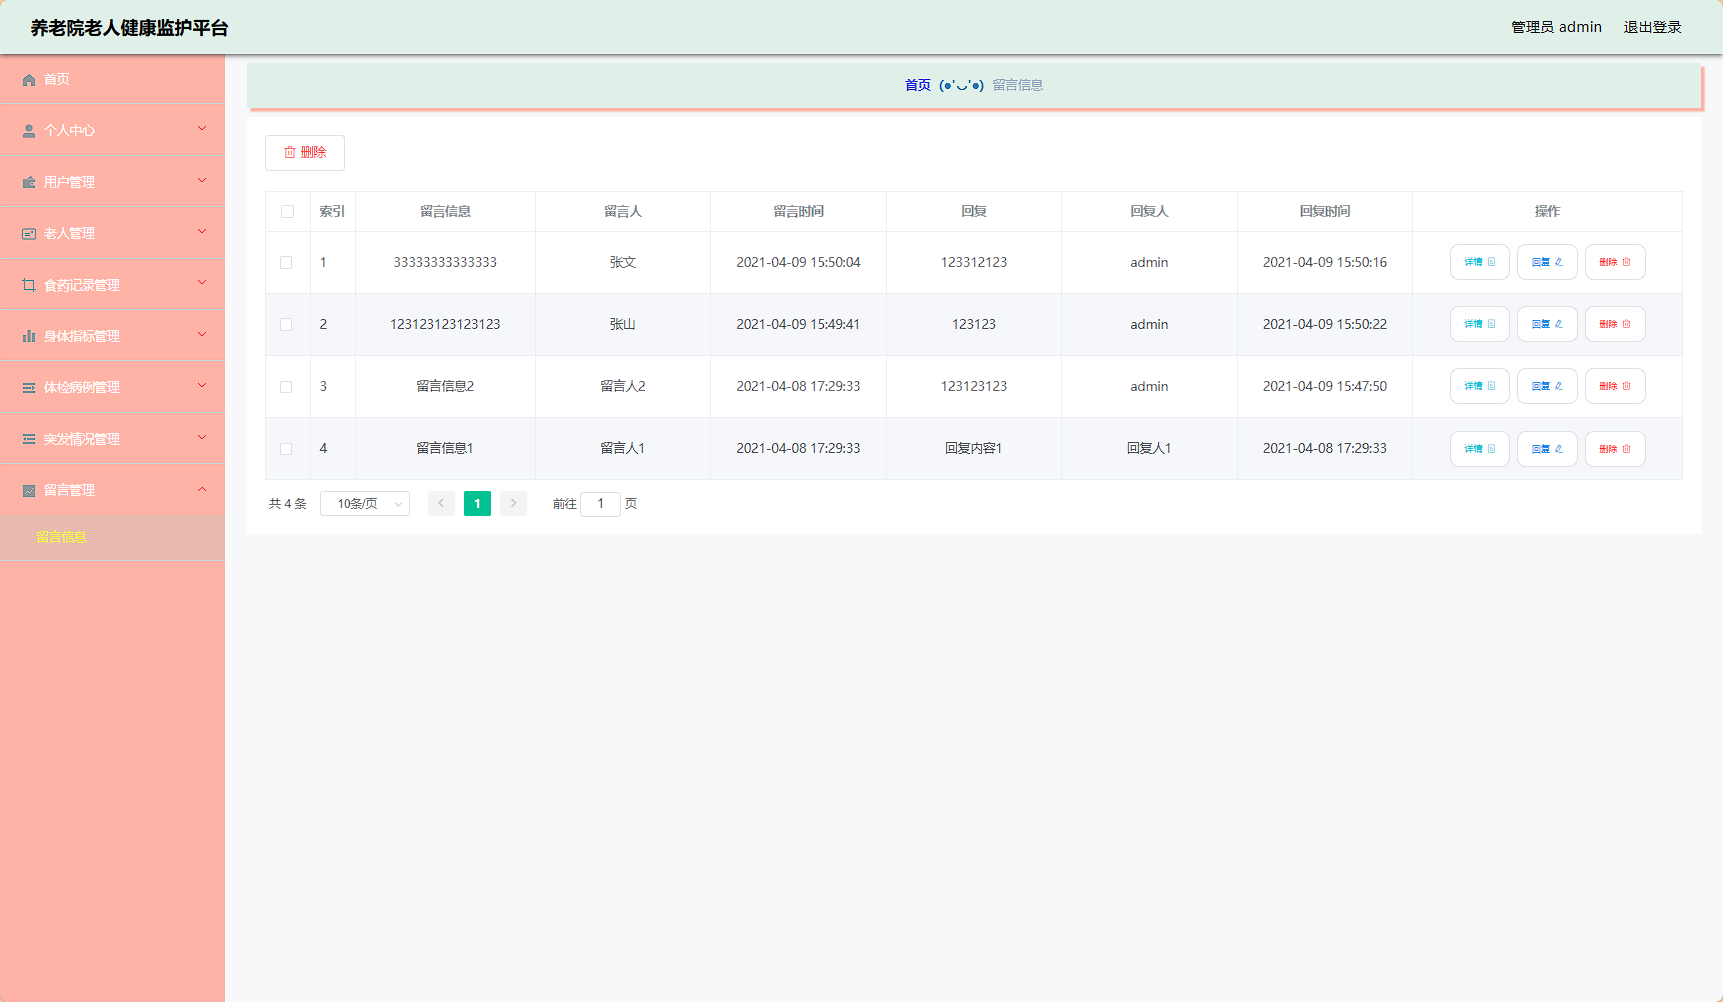 养老院老人健康监护平台
管理员 admin 退出登录
首页
个人中心
用户管理
老人管理
食药记录管理
身体指标管理
体检病例管理
突发情况管理
留言管理
留言信息
首页 (●'◡'●) 留言信息
删除
索引 留言信息 留言人 留言时间 回复 回复人 回复时间 操作
1 33333333333333 张文 2021-04-09 15:50:04 123312123 admin 2021-04-09 15:50:16 详情 回复 删除
2 123123123123123 张山 2021-04-09 15:49:41 123123 admin 2021-04-09 15:50:22 详情 回复 删除
3 留言信息2 留言人2 2021-04-08 17:29:33 123123123 admin 2021-04-09 15:47:50 详情 回复 删除
4 留言信息1 留言人1 2021-04-08 17:29:33 回复内容1 回复人1 2021-04-08 17:29:33 详情 回复 删除
共 4 条 10条/页 1 前往 1 页